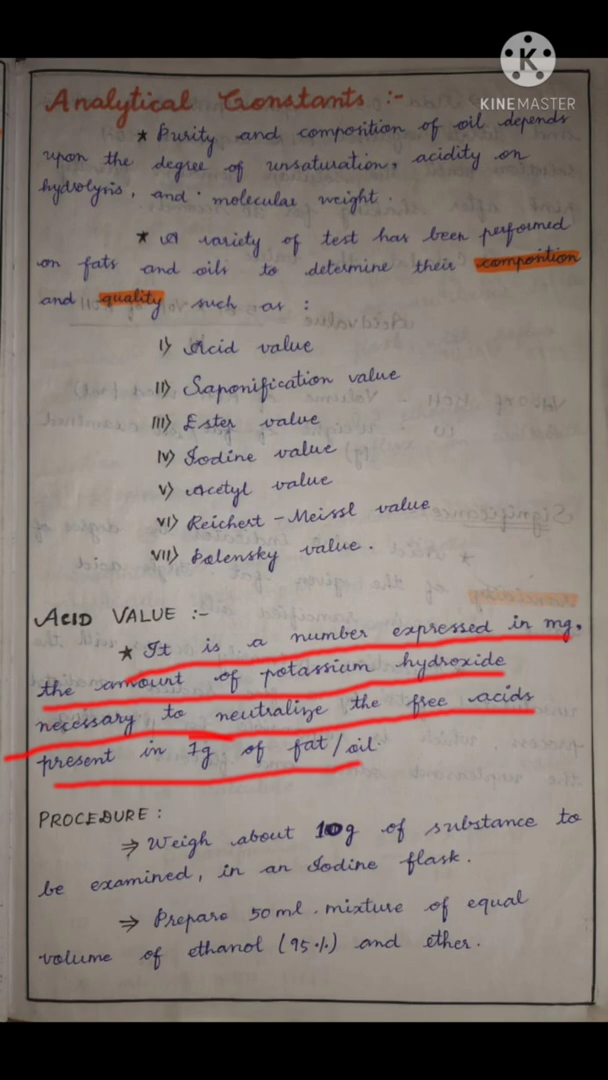 KINEMASTER
Analytical Constants :-
★ Purity and composition of oil depends
upon the degree of unsaturation, acidity on
hydrolysis, and molecular weight.
★ A variety of test has been performed
on fats and oils to determine their compostion
and quality such as :
I) Acid value
II) Saponification value
III) Ester value
IV) Iodine value
V) Acetyl value
VI) Reichert-Meissl value
VII) Polensky value.
ACID VALUE :-
★ It is a number expressed in mg,
the amount of potassium hydroxide
necessary to neutralize the free acids
present in 1g of fat/oil
PROCEDURE :
⇒ Weigh about 10g of substance to
be examined, in an Iodine flask.
⇒ Prepare 50ml. mixture of equal
volume of ethanol (95%) and ether.